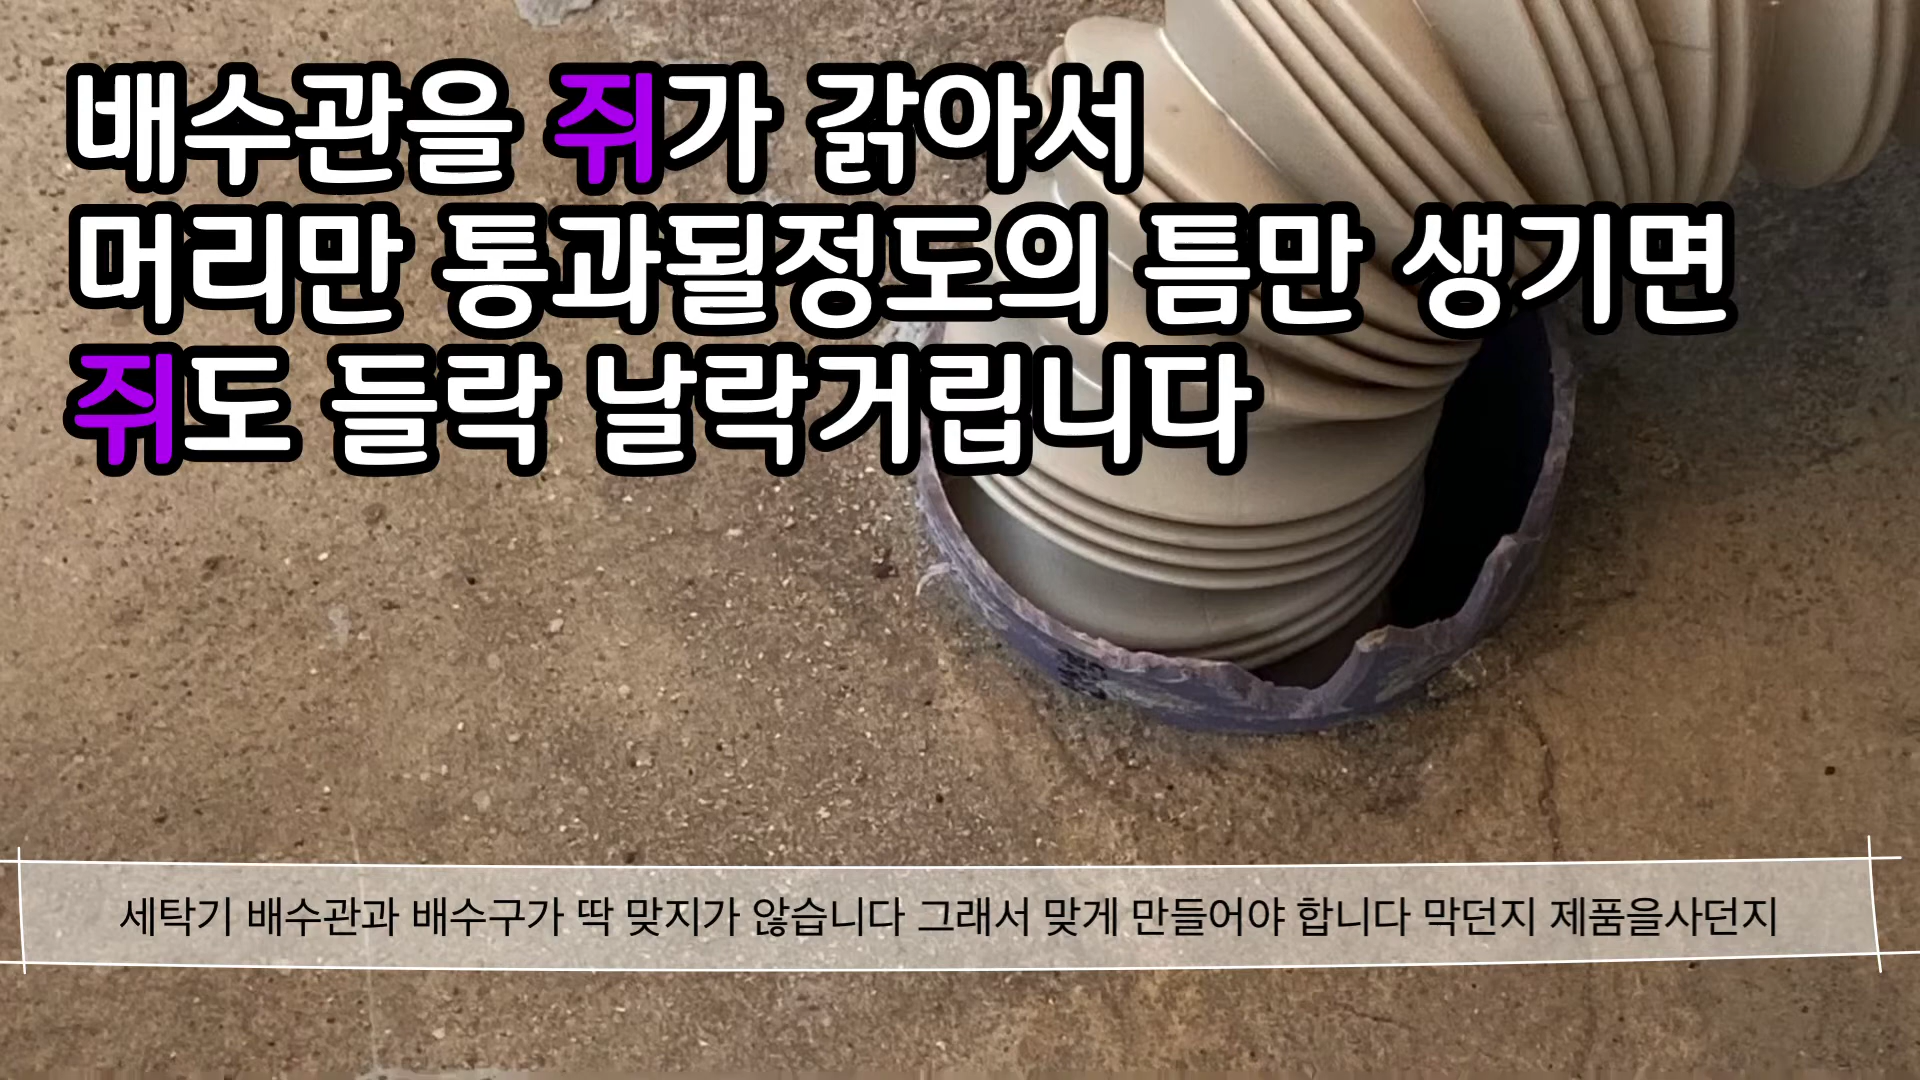 배수관을 쥐가 갉아서
머리만 통과될정도의 틈만 생기면
쥐도 들락 날락거립니다
세탁기 배수관과 배수구가 딱 맞지가 않습니다 그래서 맞게 만들어야 합니다 막던지 제품을사던지